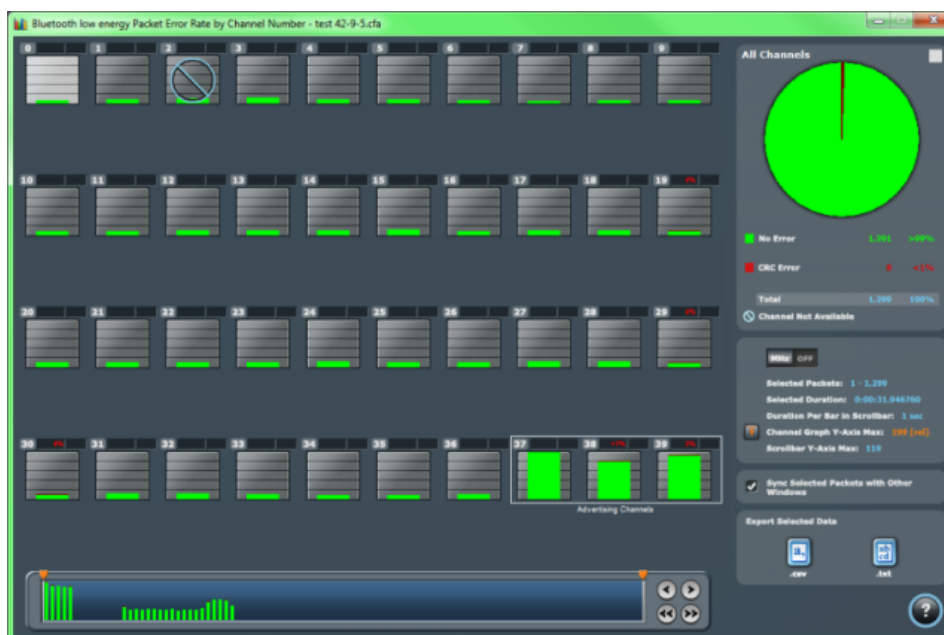 Bluetooth low energy Packet Error Rate by Channel Number - test 42-9-5.cfa
0 1 2 3 4 5 6 7 8 9
All Channels
10 11 12 13 14 15 16 17 18 19
No Error 1,291 >99%
CRC Error <1%
Total 1,299 100%
Channel Not Available
20 21 22 23 24 25 26 27 28 29
MHz OFF
Selected Packets: 1 - 1,299
Selected Duration: 0:00:31.946760
Duration Per Bar in Scrollbar: 1 sec
Channel Graph Y-Axis Max: 199 (rel)
Scrollbar Y-Axis Max: 119
30 31 32 33 34 35 36 37 38 39
Advertising Channels
Sync Selected Packets with Other
Windows
Export Selected Data
.csv .txt
?